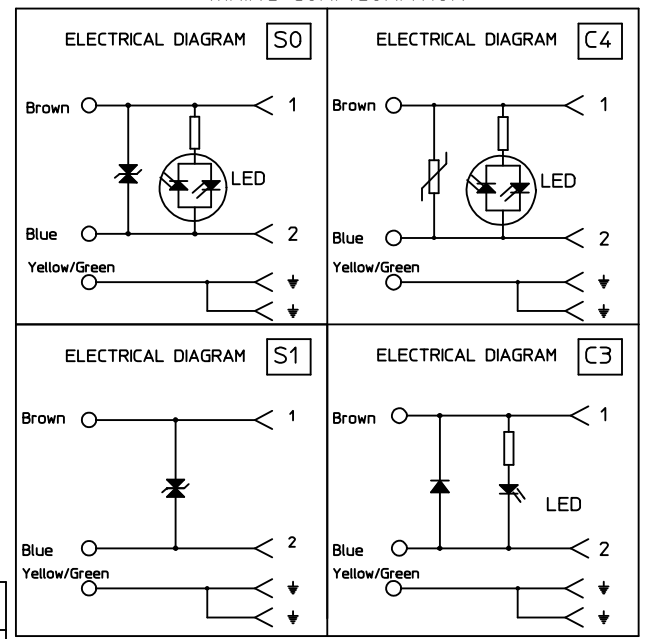 ELECTRICAL DIAGRAM S0
Brown 1
LED
Blue 2
Yellow/Green
ELECTRICAL DIAGRAM C4
Brown 1
LED
Blue 2
Yellow/Green
ELECTRICAL DIAGRAM S1
Brown 1
Blue 2
Yellow/Green
ELECTRICAL DIAGRAM C3
Brown 1
LED
Blue 2
Yellow/Green